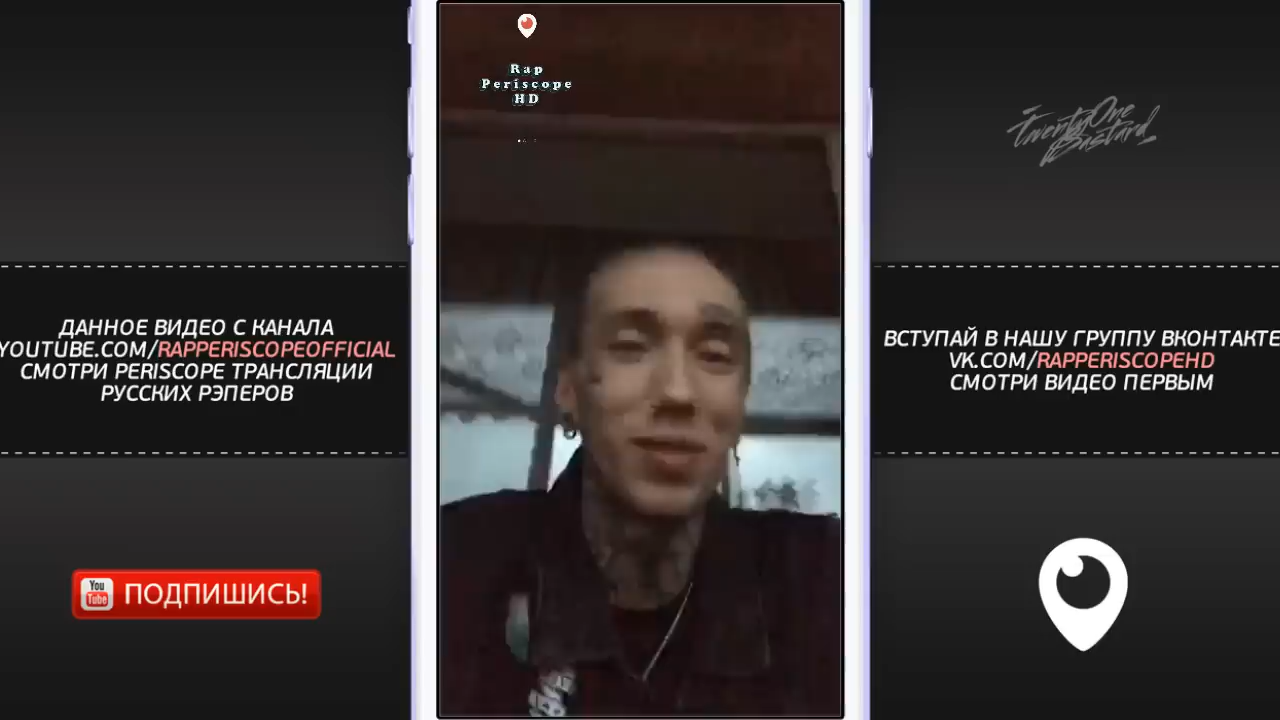 Rap
Periscope
HD
TwentyOne
Bastard
ДАННОЕ ВИДЕО С КАНАЛА
YOUTUBE.COM/RAPPERISCOPEOFFICIAL
СМОТРИ PERISCOPE ТРАНСЛЯЦИИ
РУССКИХ РЭПЕРОВ
ВСТУПАЙ В НАШУ ГРУППУ ВКОНТАКТЕ
VK.COM/RAPPERISCOPEHD
СМОТРИ ВИДЕО ПЕРВЫМ
You
Tube
ПОДПИШИСЬ!